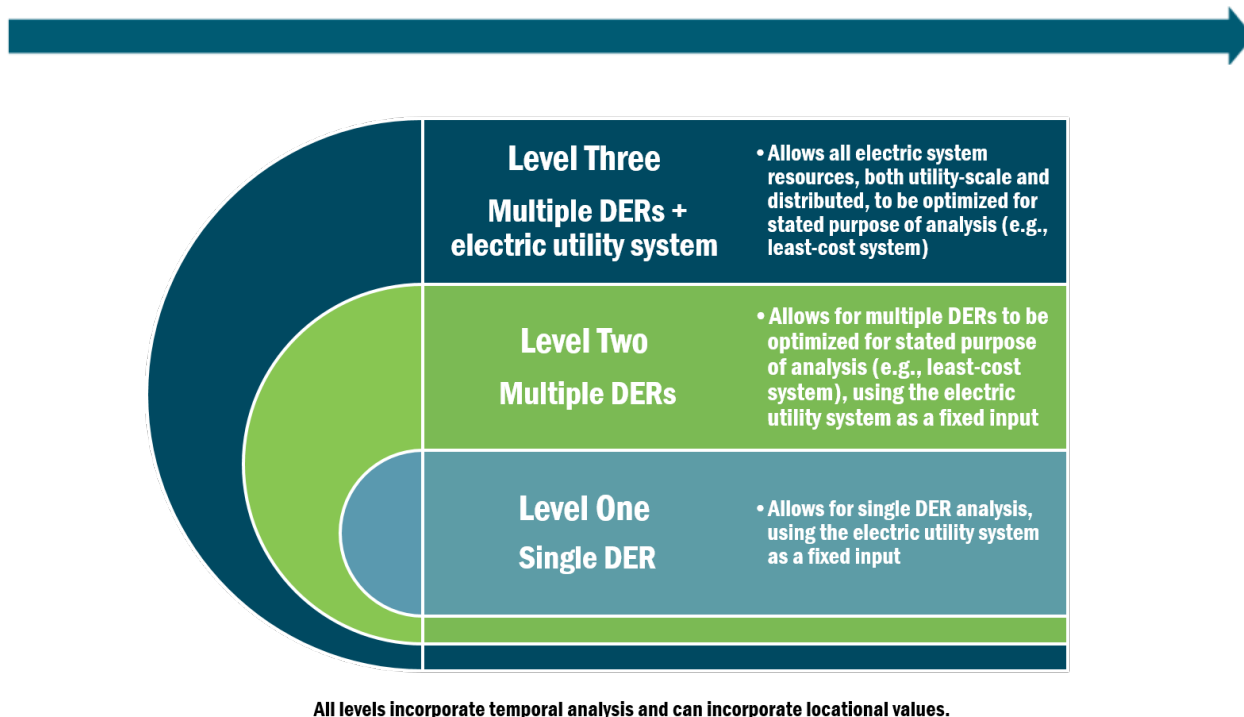 Level Three
Multiple DERs +
electric utility system
• Allows all electric system
resources, both utility-scale and
distributed, to be optimized for
stated purpose of analysis (e.g.,
least-cost system)
Level Two
Multiple DERs
• Allows for multiple DERs to be
optimized for stated purpose
of analysis (e.g., least-cost
system), using the electric
utility system as a fixed input
Level One
Single DER
• Allows for single DER analysis,
using the electric utility system
as a fixed input
All levels incorporate temporal analysis and can incorporate locational values.